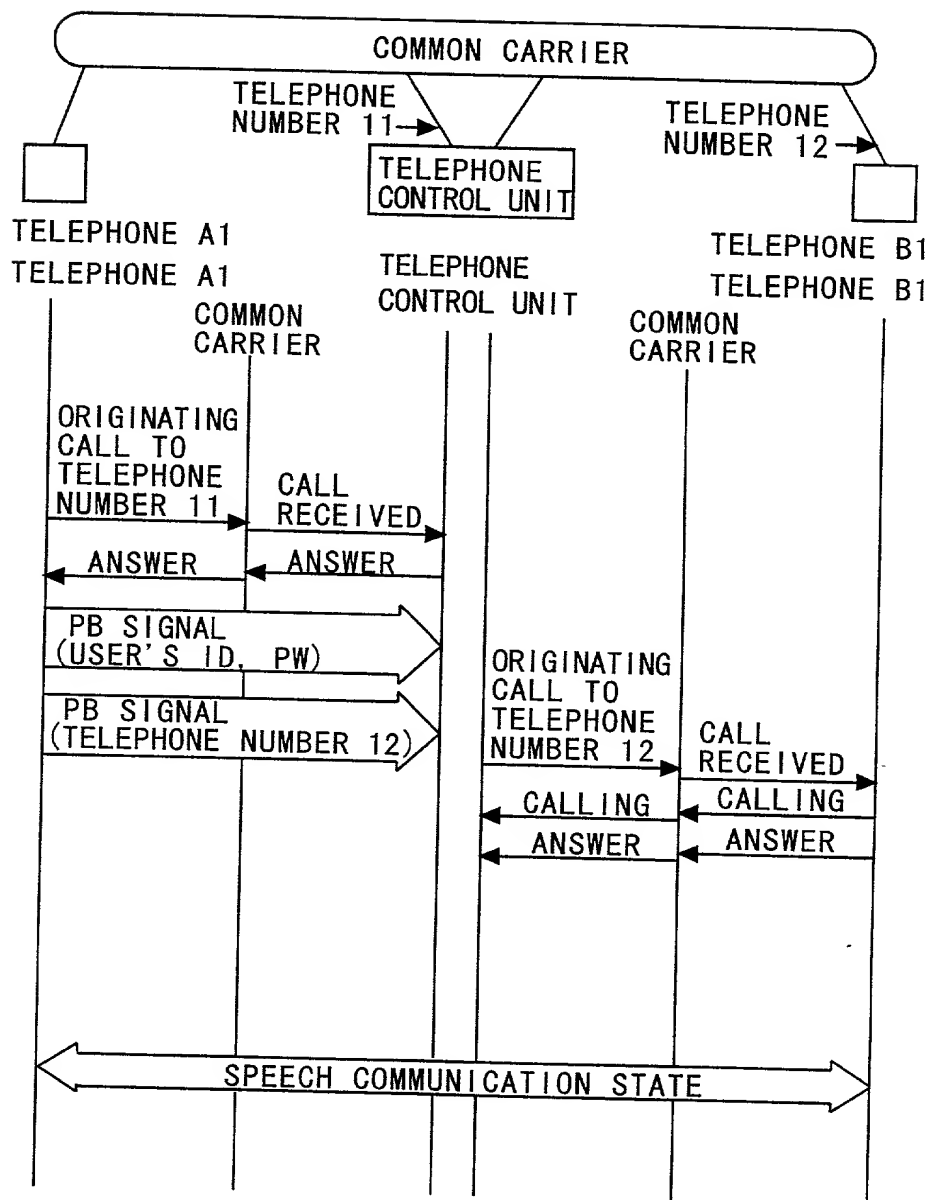 COMMON CARRIER
TELEPHONE
NUMBER 11
TELEPHONE
NUMBER 12
TELEPHONE
CONTROL UNIT
TELEPHONE A1
TELEPHONE B1
TELEPHONE A1
TELEPHONE
CONTROL UNIT
TELEPHONE B1
COMMON
CARRIER
COMMON
CARRIER
ORIGINATING
CALL TO
TELEPHONE
NUMBER 11
CALL
RECEIVED
ANSWER
ANSWER
PB SIGNAL
(USER'S ID, PW)
PB SIGNAL
(TELEPHONE NUMBER 12)
ORIGINATING
CALL TO
TELEPHONE
NUMBER 12
CALL
RECEIVED
CALLING
CALLING
ANSWER
ANSWER
SPEECH COMMUNICATION STATE